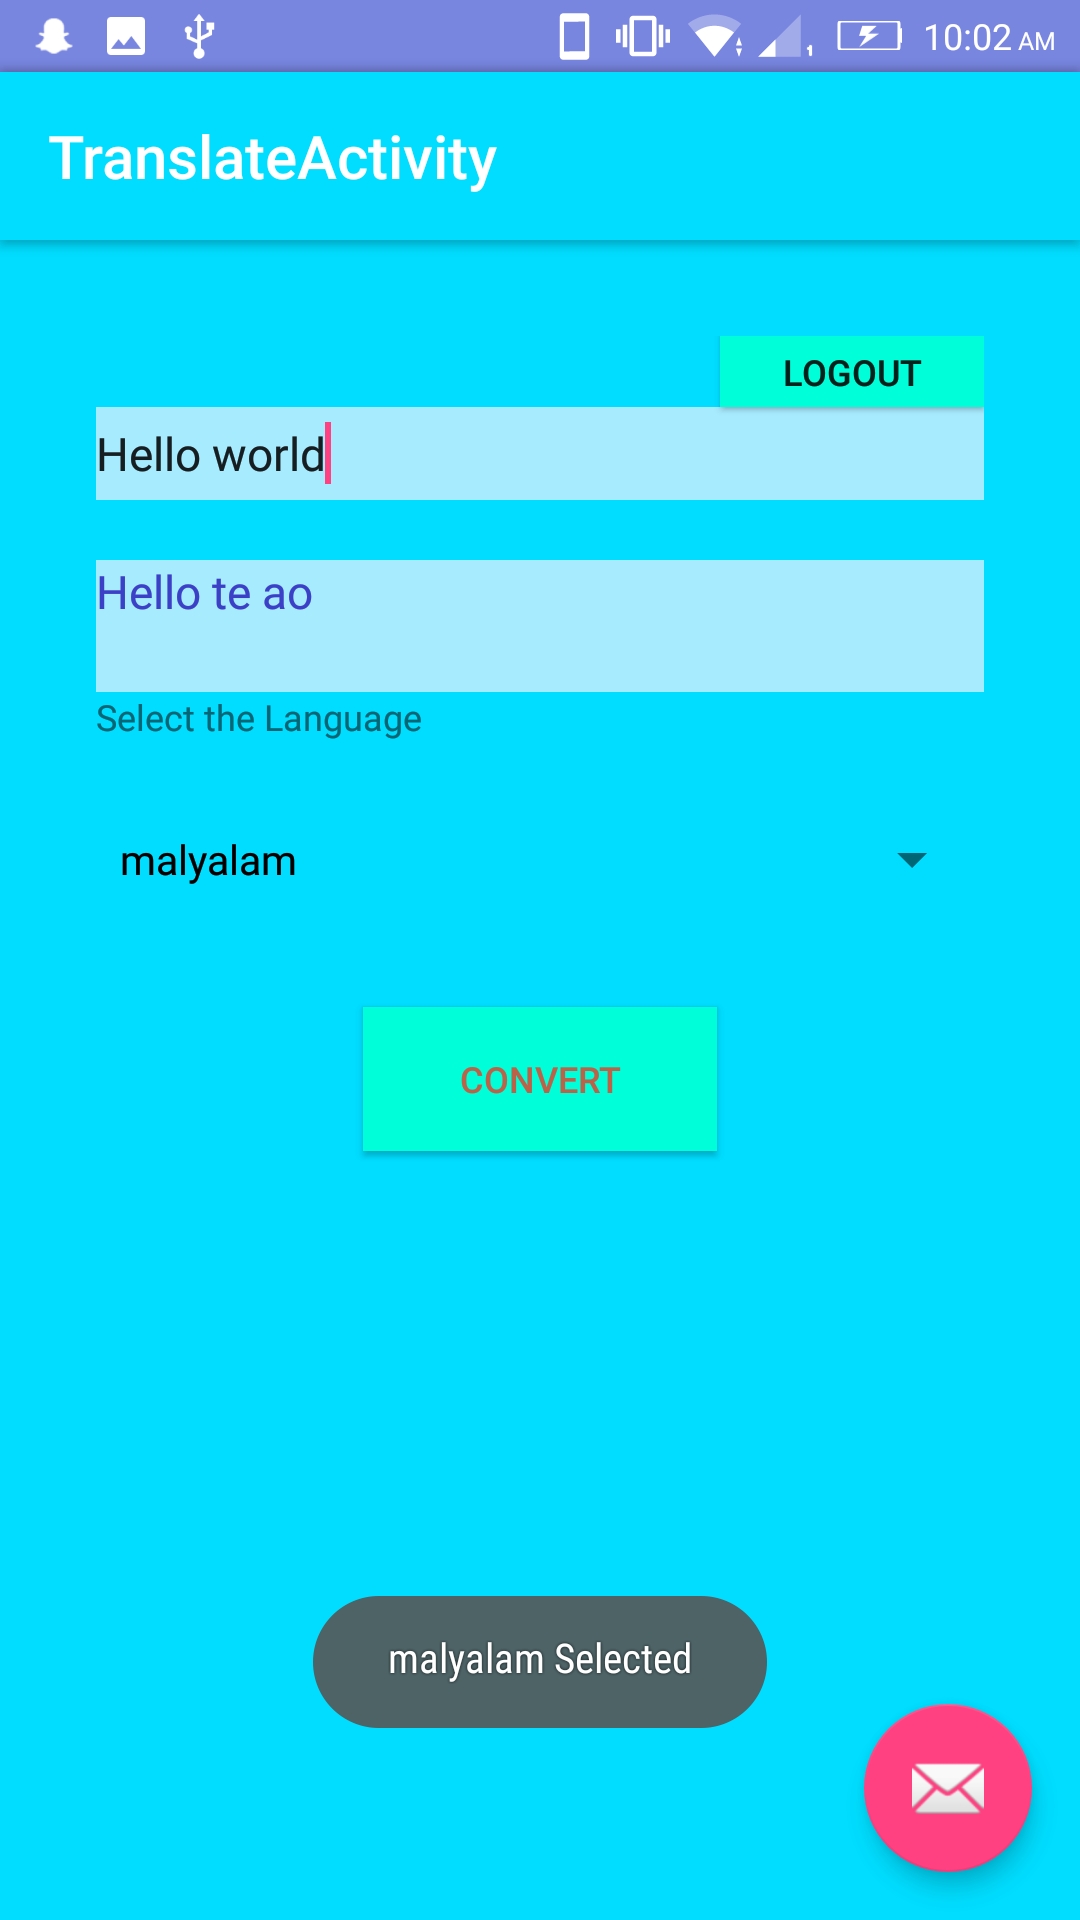 10:02 AM
TranslateActivity
LOGOUT
Hello world
Hello te ao
Select the Language
malyalam
CONVERT
malyalam Selected